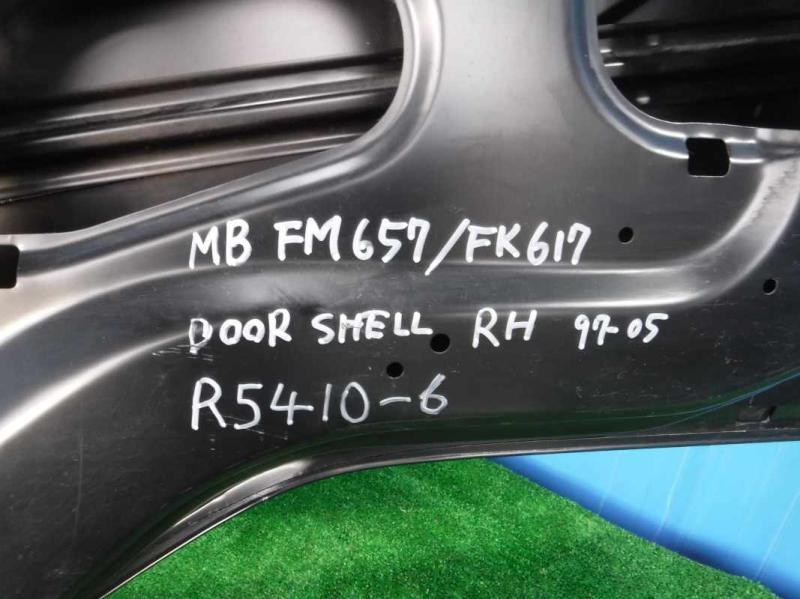 MB FM657/FK617
DOOR SHELL RH 97-05
R5410-6